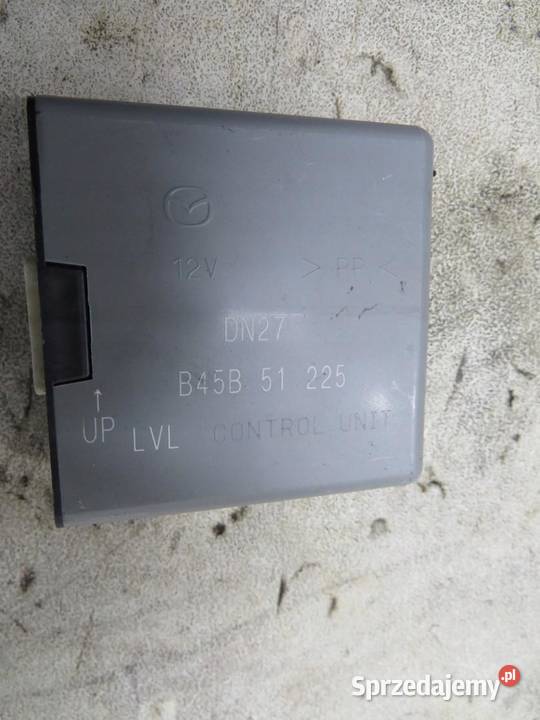 12V > PP <
DN27
B45B 51 225
↑
UP LVL CONTROL UNIT
Sprzedajemy.pl